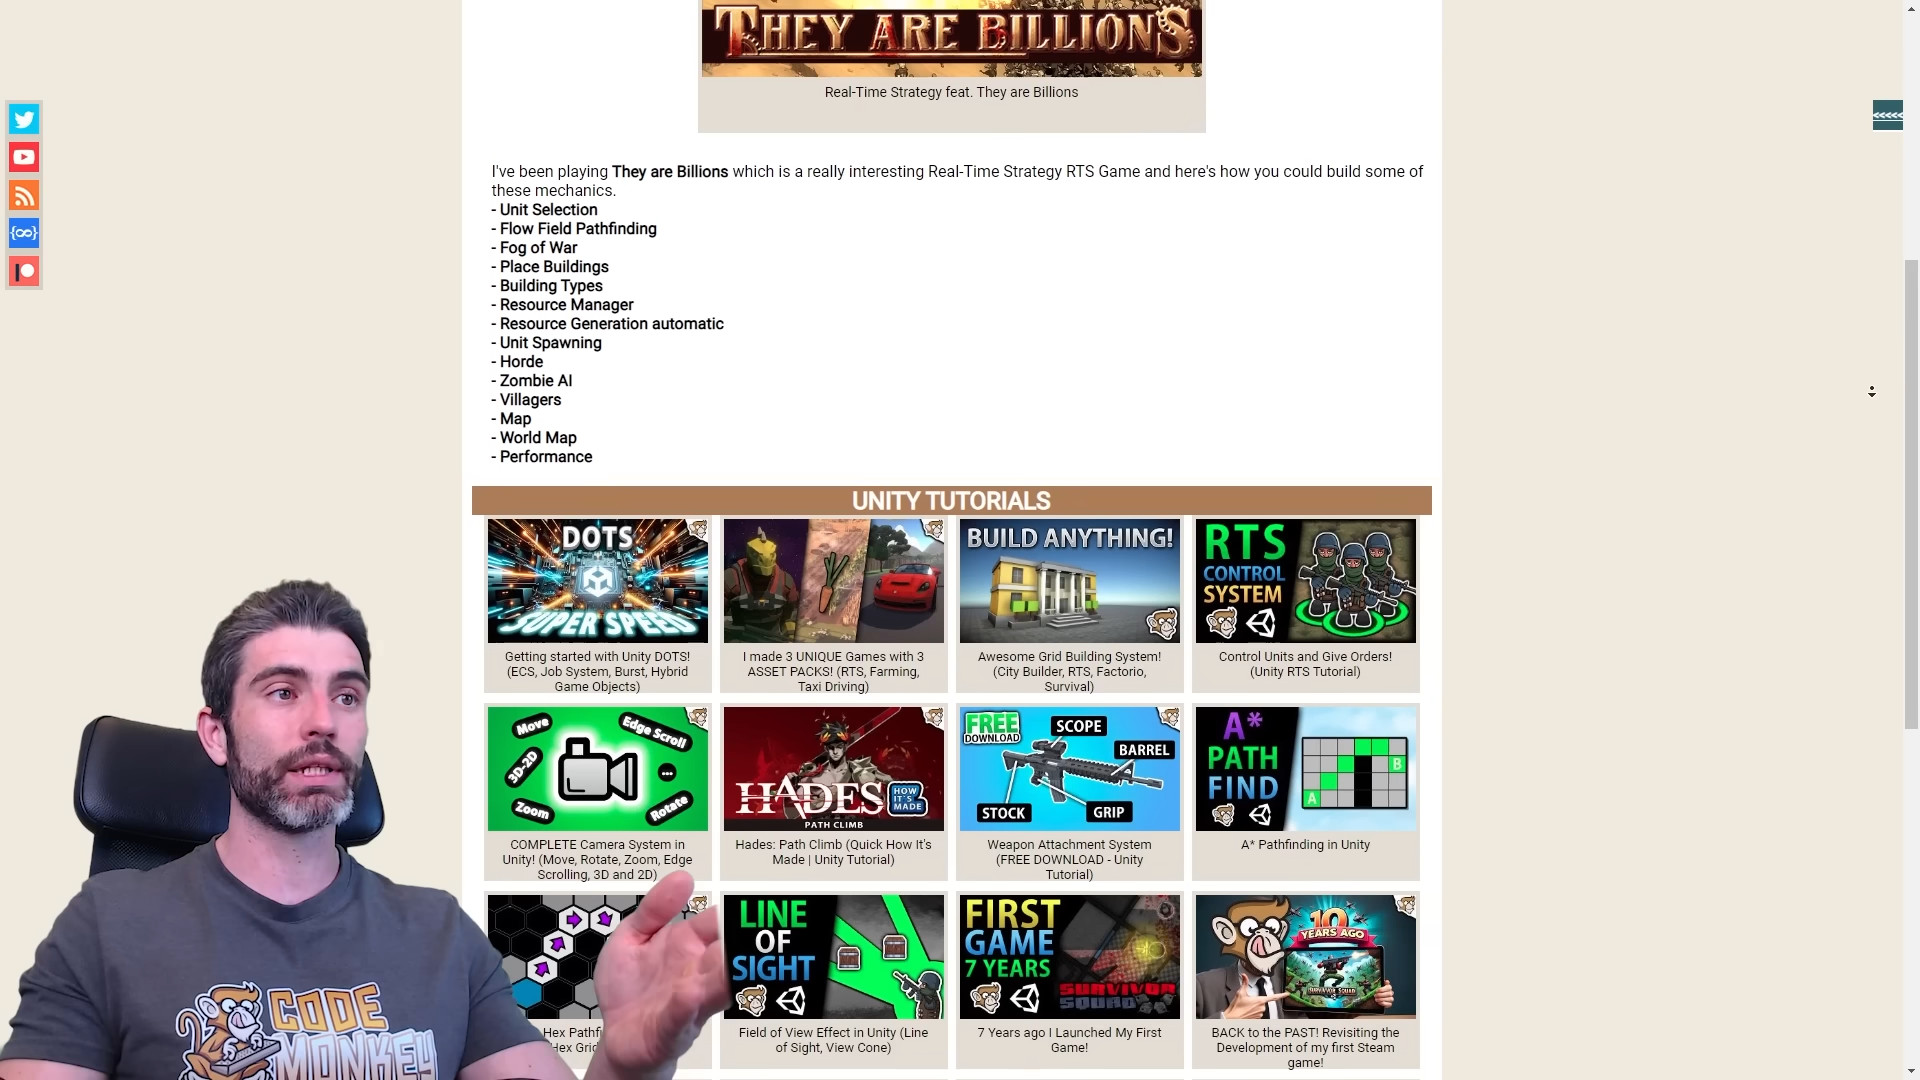 THEY ARE BILLIONS
Real-Time Strategy feat. They are Billions
<<<<<
I've been playing They are Billions which is a really interesting Real-Time Strategy RTS Game and here's how you could build some of
these mechanics.
- Unit Selection
- Flow Field Pathfinding
- Fog of War
- Place Buildings
- Building Types
- Resource Manager
- Resource Generation automatic
- Unit Spawning
- Horde
- Zombie AI
- Villagers
- Map
- World Map
- Performance
UNITY TUTORIALS
DOTS
SUPER SPEED
Getting started with Unity DOTS!
(ECS, Job System, Burst, Hybrid
Game Objects)
I made 3 UNIQUE Games with 3
ASSET PACKS! (RTS, Farming,
Taxi Driving)
BUILD ANYTHING!
Awesome Grid Building System!
(City Builder, RTS, Factorio,
Survival)
RTS
CONTROL
SYSTEM
Control Units and Give Orders!
(Unity RTS Tutorial)
Move
Edge Scroll
3D-2D
...
Zoom
Rotate
COMPLETE Camera System in
Unity! (Move, Rotate, Zoom, Edge
Scrolling, 3D and 2D)
HADES
HOW
IT'S
MADE
PATH CLIMB
Hades: Path Climb (Quick How It's
Made | Unity Tutorial)
FREE
DOWNLOAD
SCOPE
BARREL
STOCK
GRIP
Weapon Attachment System
(FREE DOWNLOAD - Unity
Tutorial)
A*
PATH
FIND
A
B
A* Pathfinding in Unity
Hex
Hex
LINE
OF
SIGHT
Field of View Effect in Unity (Line
of Sight, View Cone)
FIRST
GAME
7 YEARS
SURVIVOR
SQUAD
7 Years ago I Launched My First
Game!
10
YEARS AGO
SURVIVOR SQUAD
BACK to the PAST! Revisiting the
Development of my first Steam
game!
CODE
MONKEY